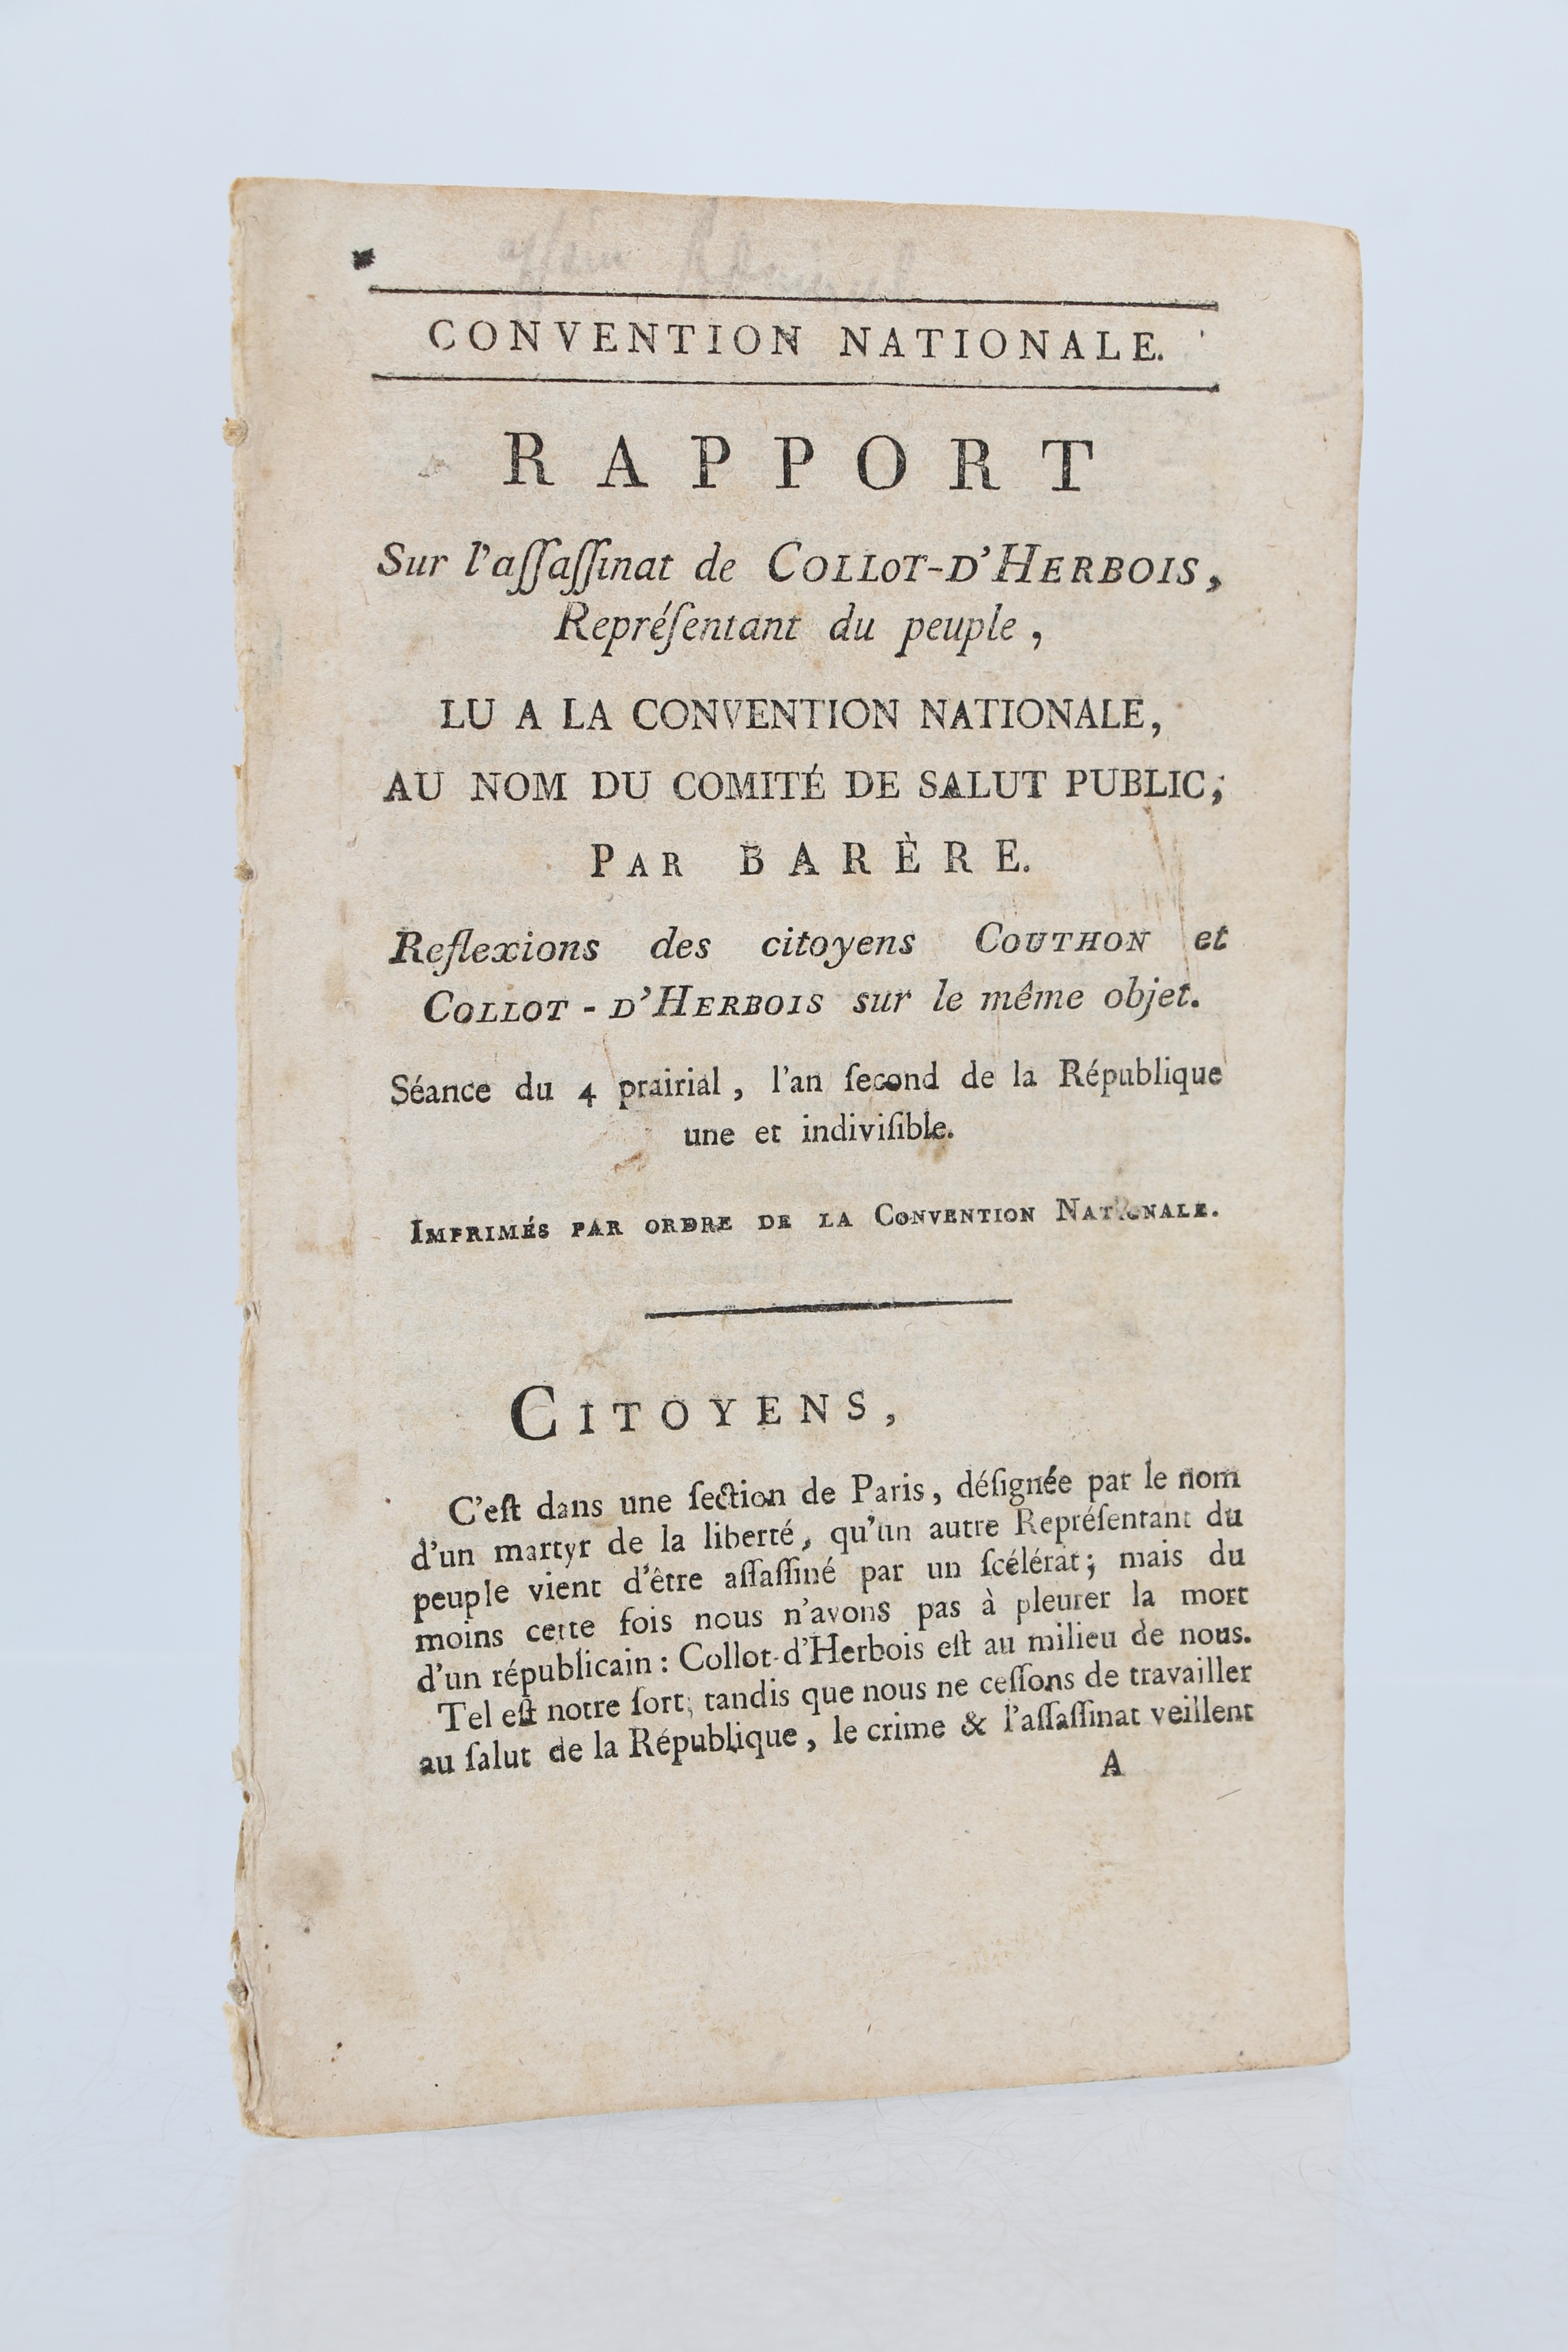 CONVENTION NATIONALE.
RAPPORT
Sur l'aſſaſſinat de COLLOT-D'HERBOIS,
Repréſentant du peuple,
LU A LA CONVENTION NATIONALE,
AU NOM DU COMITÉ DE SALUT PUBLIC;
PAR BARÈRE.
Reflexions des citoyens COUTHON et
COLLOT-D'HERBOIS sur le même objet.
Séance du 4 prairial, l'an ſecond de la République
une et indiviſible.
IMPRIMÉS PAR ORDRE DE LA CONVENTION NATIONALE.
CITOYENS,
C'eſt dans une ſection de Paris, déſignée par le nom
d'un martyr de la liberté, qu'un autre Repréſentant du
peuple vient d'être aſſaſſiné par un ſcélérat; mais du
moins cette fois nous n'avons pas à pleurer la mort
d'un républicain: Collot-d'Herbois eſt au milieu de nous.
Tel eſt notre ſort; tandis que nous ne ceſſons de travailler
au ſalut de la République, le crime & l'aſſaſſinat veillent
A